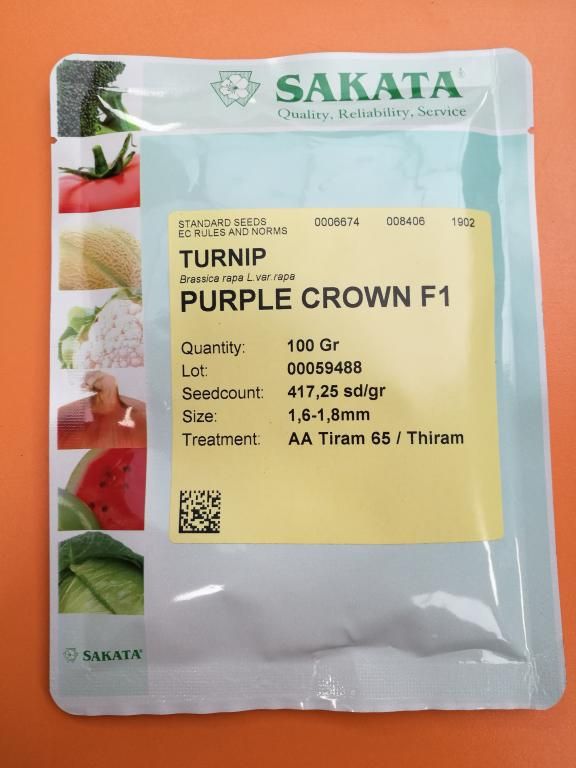 SAKATA®
Quality, Reliability, Service
STANDARD SEEDS 0006674 008406 1902
EC RULES AND NORMS
TURNIP
Brassica rapa L.var.rapa
PURPLE CROWN F1
Quantity: 100 Gr
Lot: 00059488
Seedcount: 417,25 sd/gr
Size: 1,6-1,8mm
Treatment: AA Tiram 65 / Thiram
SAKATA®